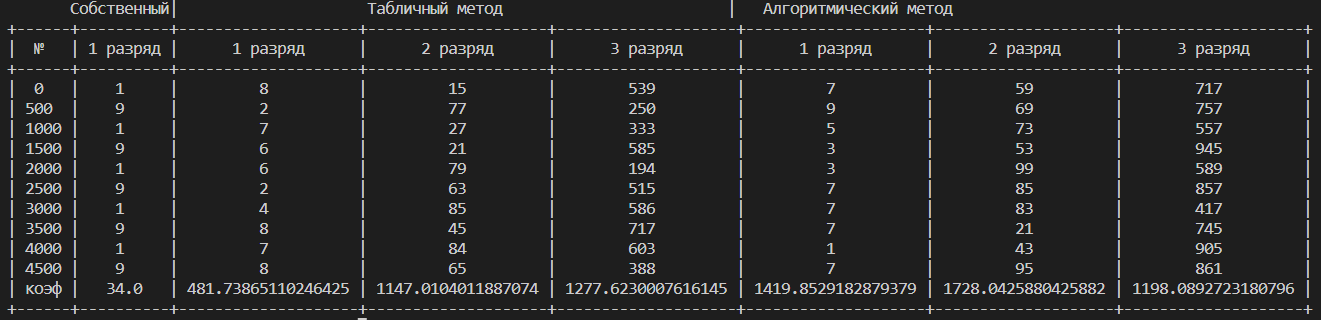 Собственный| Табличный метод | Алгоритмический метод
+------+----------+--------------------+--------------------+--------------------+--------------------+--------------------+--------------------+
| № | 1 разряд | 1 разряд | 2 разряд | 3 разряд | 1 разряд | 2 разряд | 3 разряд |
+------+----------+--------------------+--------------------+--------------------+--------------------+--------------------+--------------------+
| 0 | 1 | 8 | 15 | 539 | 7 | 59 | 717 |
| 500 | 9 | 2 | 77 | 250 | 9 | 69 | 757 |
| 1000 | 1 | 7 | 27 | 333 | 5 | 73 | 557 |
| 1500 | 9 | 6 | 21 | 585 | 3 | 53 | 945 |
| 2000 | 1 | 6 | 79 | 194 | 3 | 99 | 589 |
| 2500 | 9 | 2 | 63 | 515 | 7 | 85 | 857 |
| 3000 | 1 | 4 | 85 | 586 | 7 | 83 | 417 |
| 3500 | 9 | 8 | 45 | 717 | 7 | 21 | 745 |
| 4000 | 1 | 7 | 84 | 603 | 1 | 43 | 905 |
| 4500 | 9 | 8 | 65 | 388 | 7 | 95 | 861 |
| коэф | 34.0 | 481.73865110246425 | 1147.0104011887074 | 1277.6230007616145 | 1419.8529182879379 | 1728.0425880425882 | 1198.0892723180796 |
+------+----------+--------------------+--------------------+--------------------+--------------------+--------------------+--------------------+